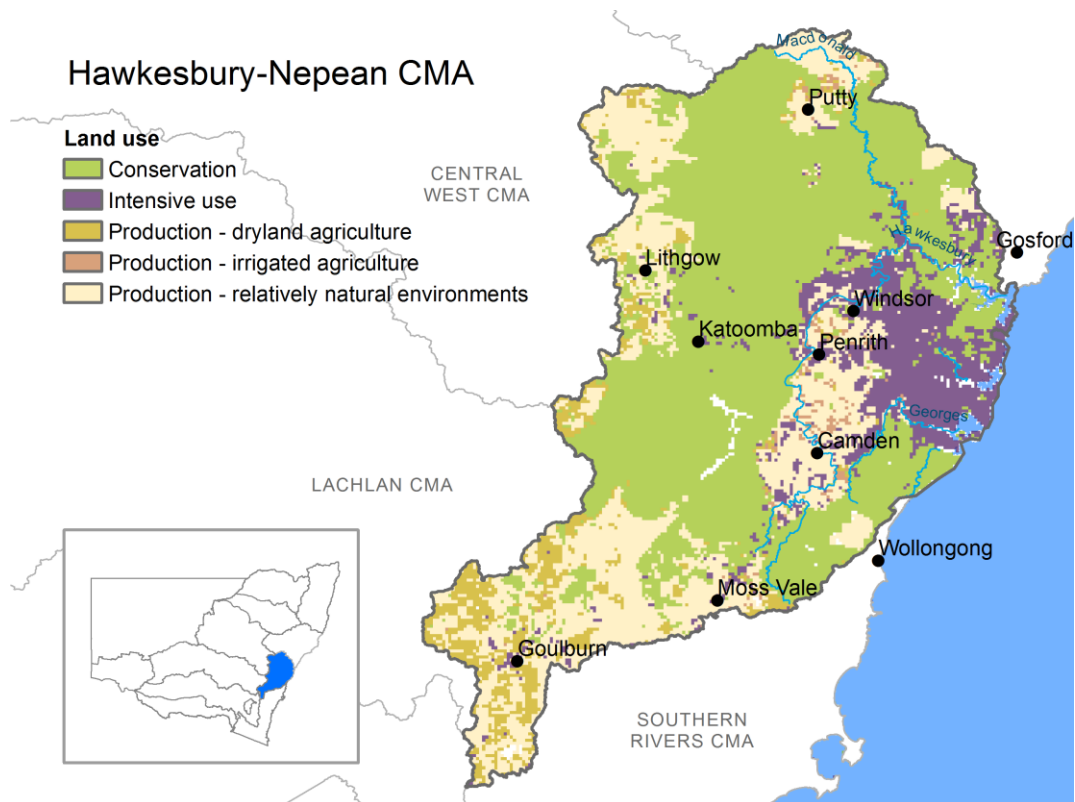 Hawkesbury-Nepean CMA
Land use
Conservation
Intensive use
Production - dryland agriculture
Production - irrigated agriculture
Production - relatively natural environments
CENTRAL
WEST CMA
Macdonald
Putty
Hawkesbury
Gosford
Lithgow
Windsor
Katoomba
Penrith
Georges
Camden
LACHLAN CMA
Wollongong
Moss Vale
Goulburn
SOUTHERN
RIVERS CMA